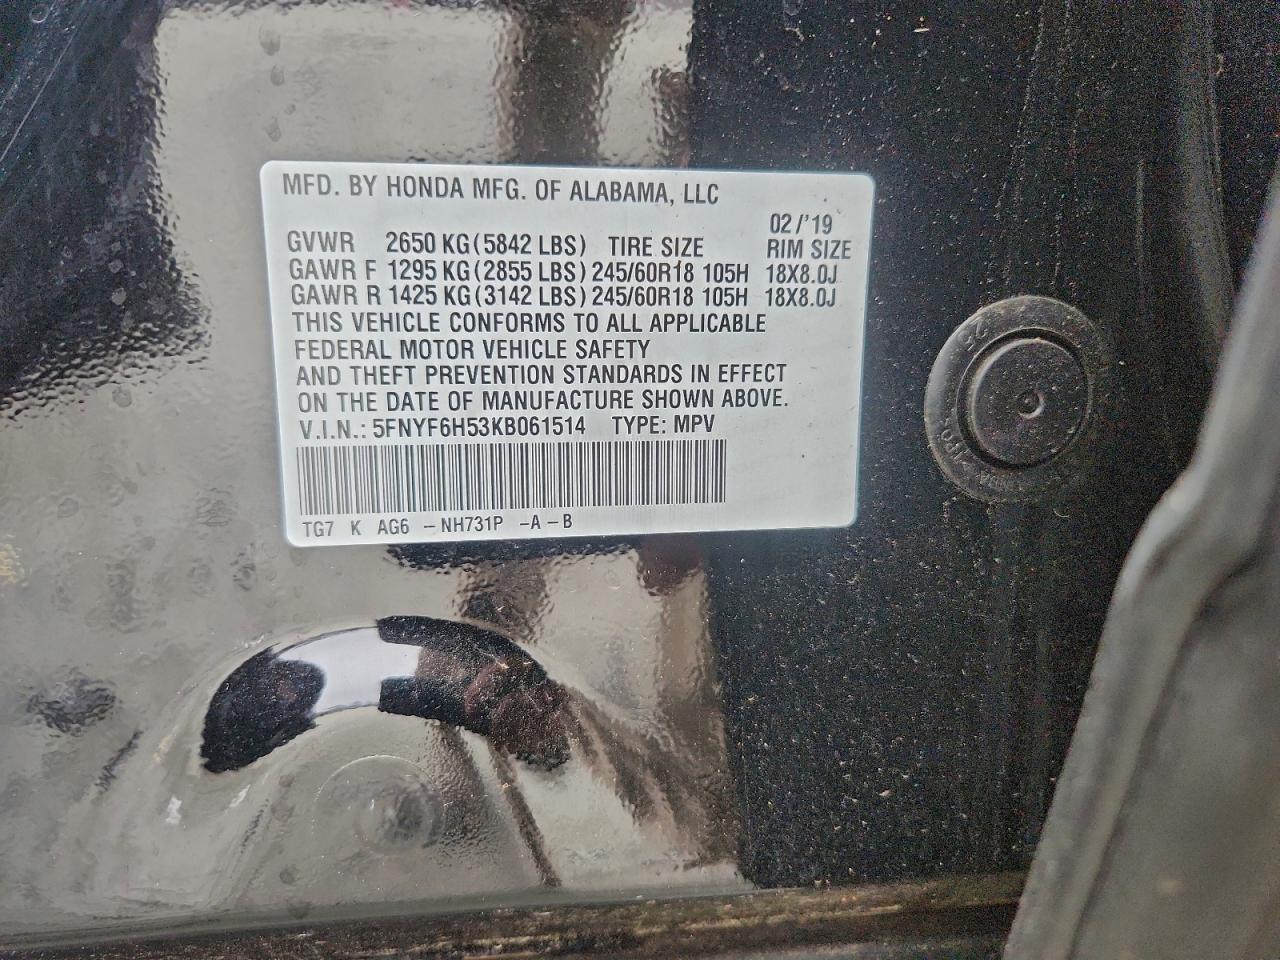 MFD. BY HONDA MFG. OF ALABAMA, LLC
02/'19
GVWR 2650 KG(5842 LBS) TIRE SIZE RIM SIZE
GAWR F 1295 KG(2855 LBS)245/60R18 105H 18X8.0J
GAWR R 1425 KG(3142 LBS)245/60R18 105H 18X8.0J
THIS VEHICLE CONFORMS TO ALL APPLICABLE
FEDERAL MOTOR VEHICLE SAFETY
AND THEFT PREVENTION STANDARDS IN EFFECT
ON THE DATE OF MANUFACTURE SHOWN ABOVE.
V.I.N.: 5FNYF6H53KB061514 TYPE: MPV
TG7 K AG6 -NH731P -A-B